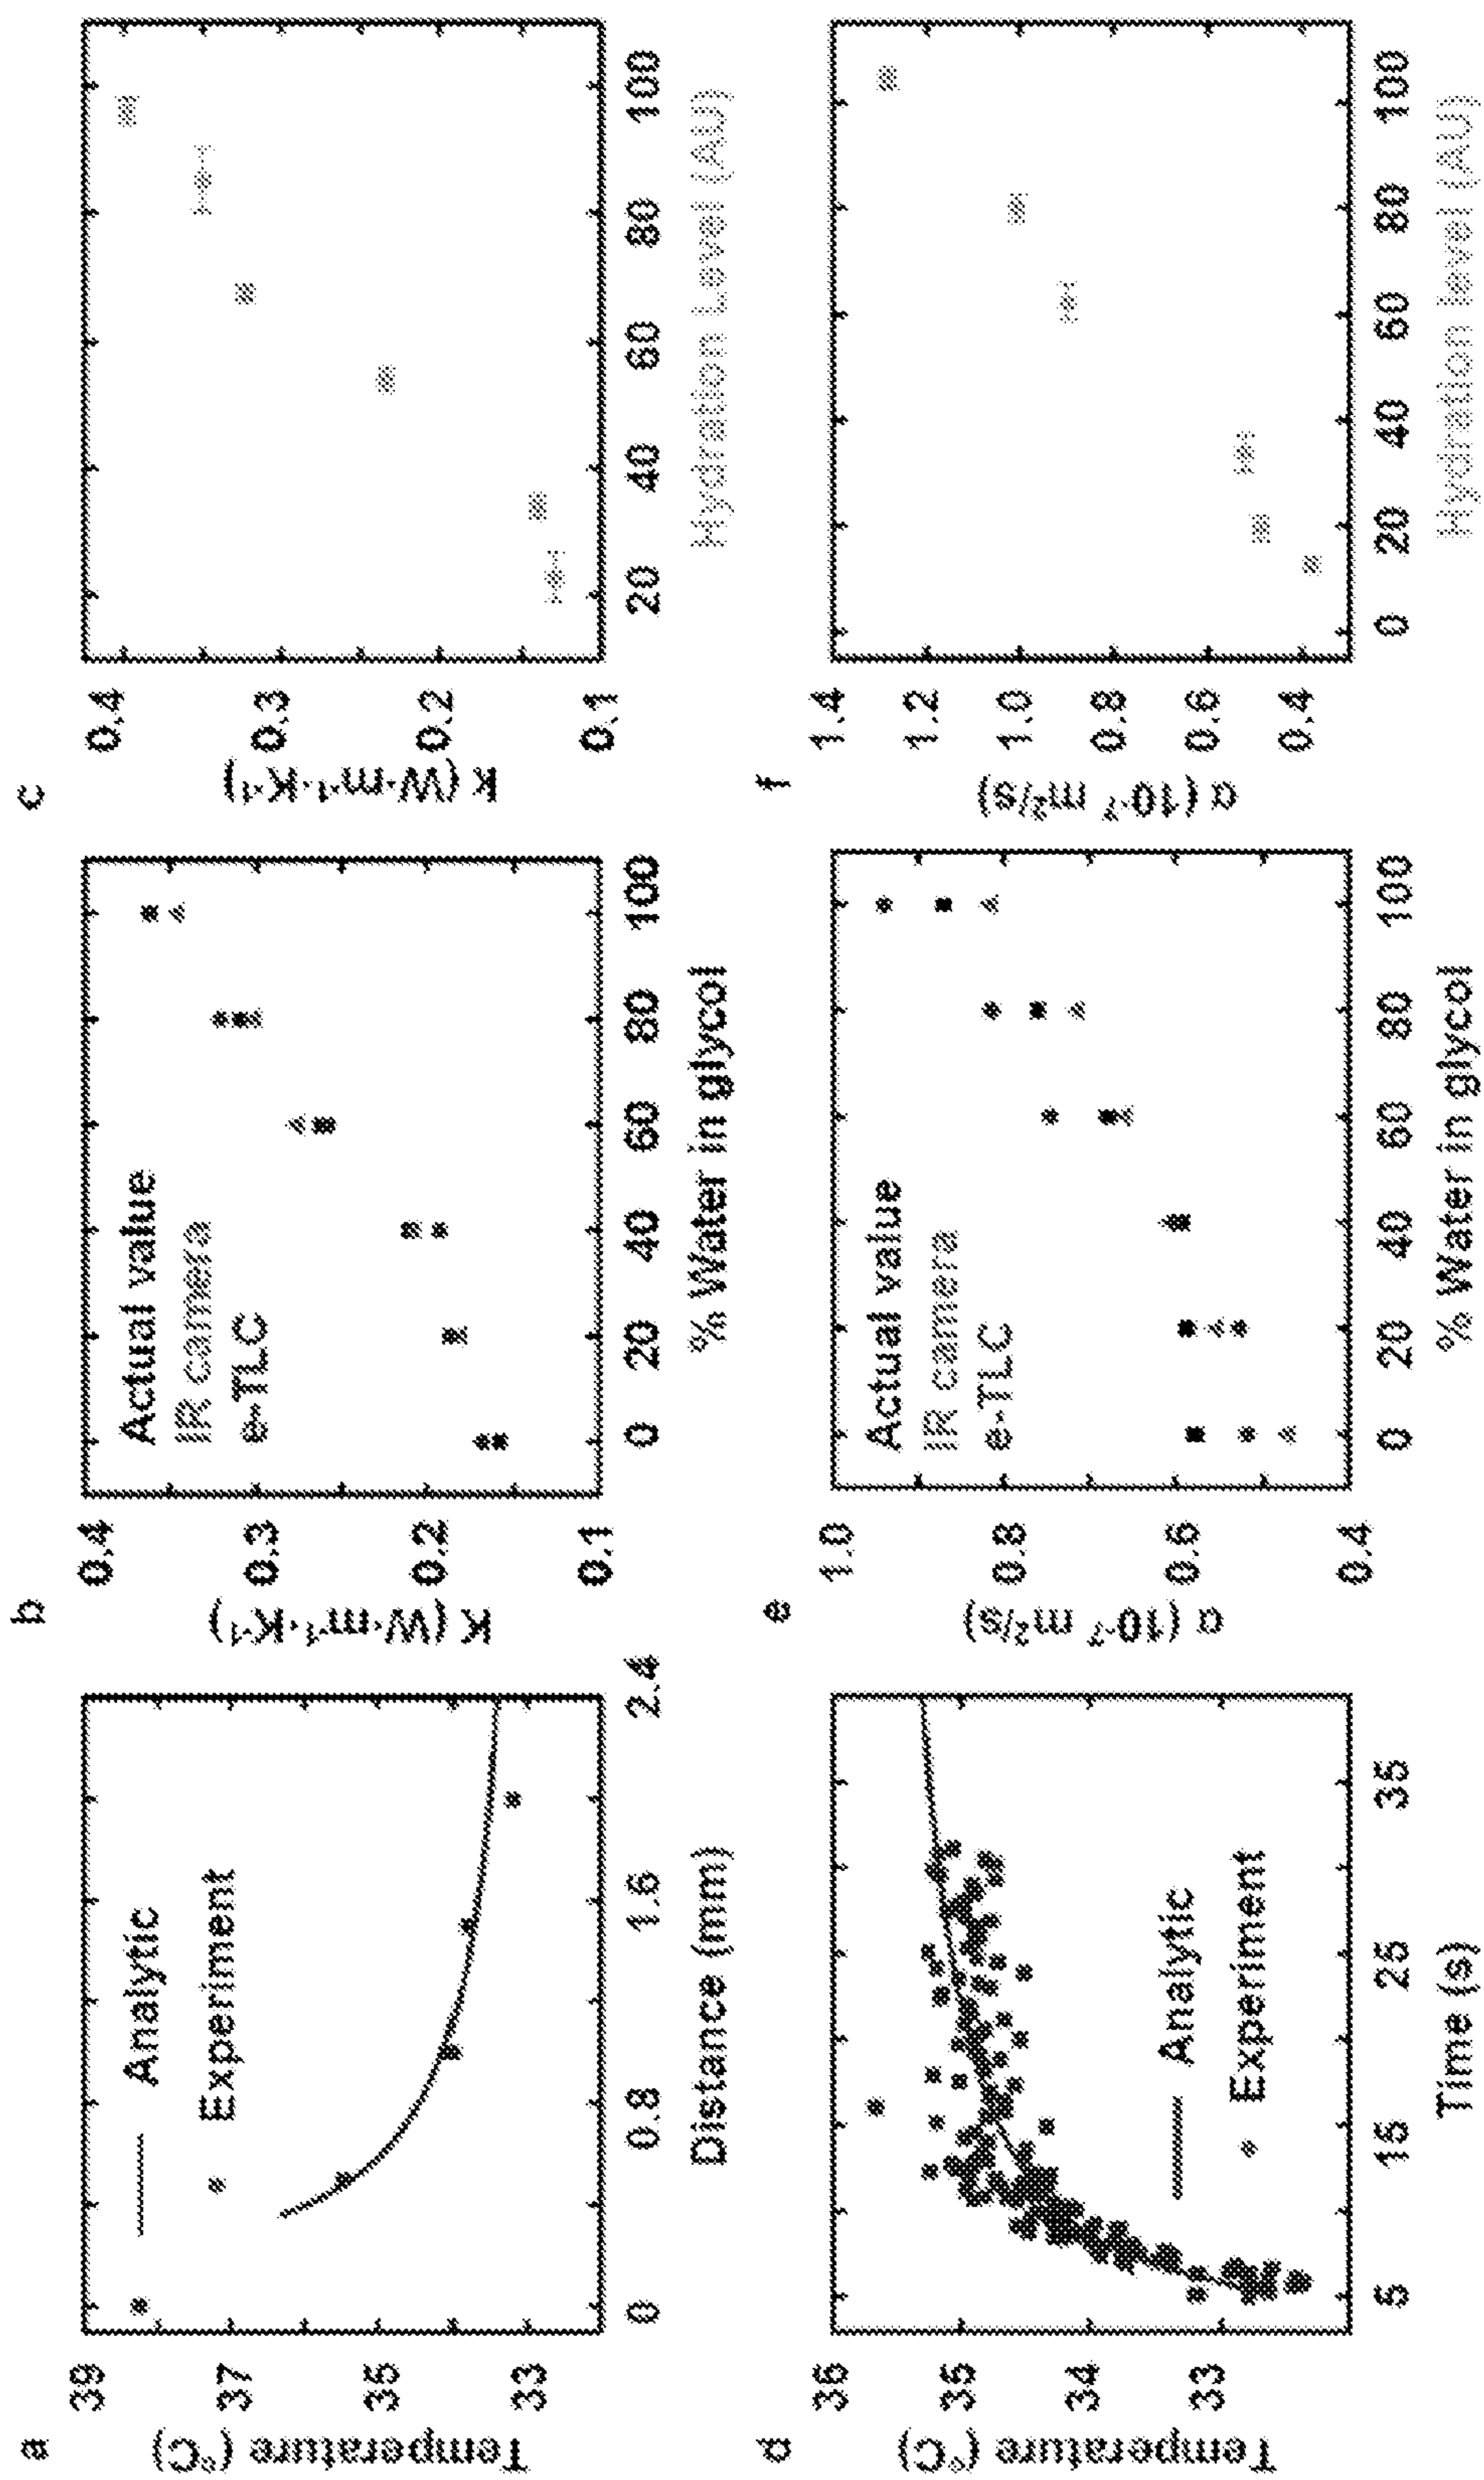 a
39
37
35
33
Temperature (°C)
Analytic
Experiment
0
0.8
1.6
2.4
Distance (mm)
b
0.4
0.3
0.2
0.1
K (W·m⁻¹·K⁻¹)
Actual value
IR camera
e-TLC
0
20
40
60
80
100
% Water in glycol
c
0.4
0.3
0.2
0.1
k (W·m⁻¹·K⁻¹)
20
40
60
80
100
Hydration Level (AU)
d
36
35
34
33
Temperature (°C)
Analytic
Experiment
5
15
25
35
Time (s)
e
1.0
0.8
0.6
0.4
α (10⁻⁷ m²/s)
Actual value
IR camera
e-TLC
0
20
40
60
80
100
% Water in glycol
f
1.4
1.2
1.0
0.8
0.6
0.4
α (10⁻⁷ m²/s)
0
20
40
60
80
100
Hydration level (AU)